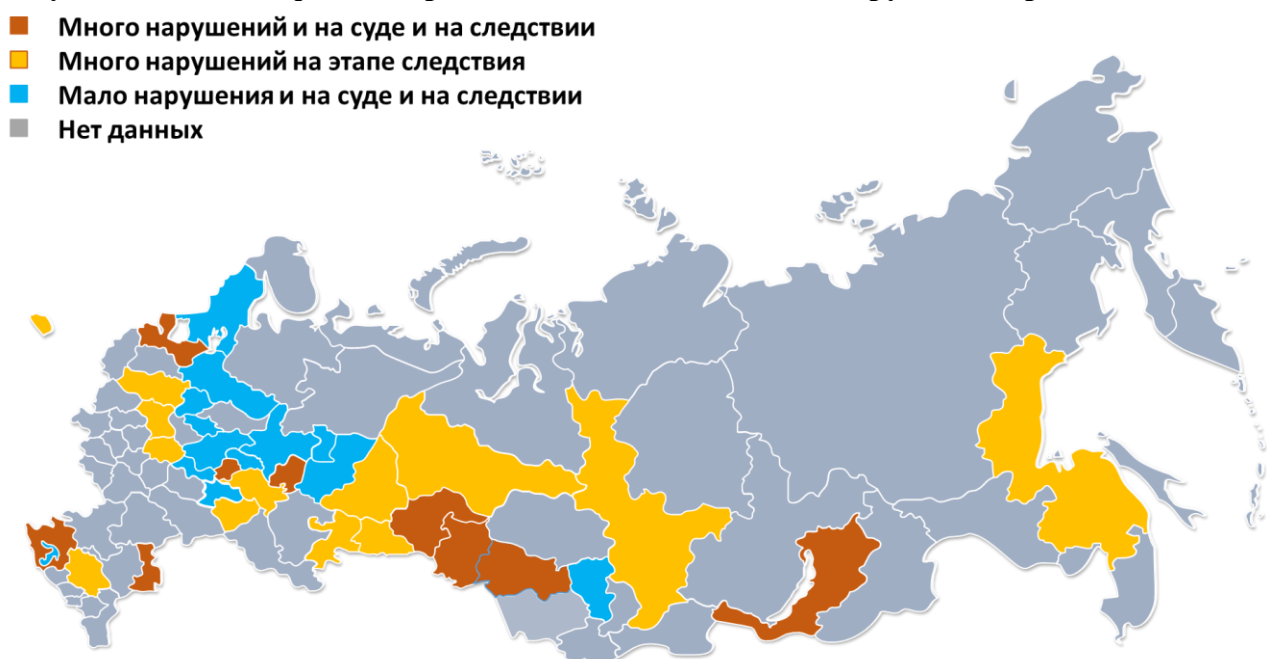 Много нарушений и на суде и на следствии
Много нарушений на этапе следствия
Мало нарушения и на суде и на следствии
Нет данных